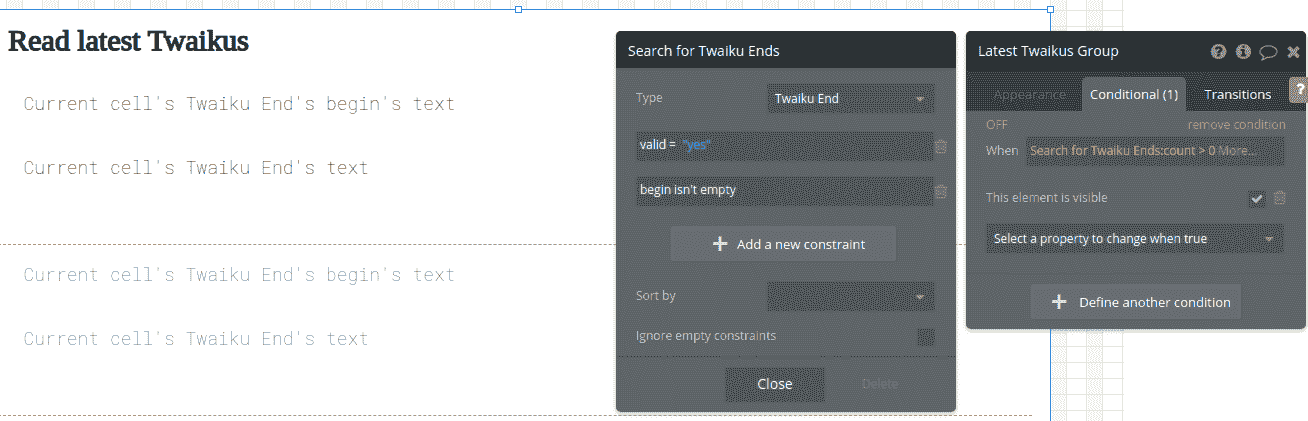 Read latest Twaikus
Current cell's Twaiku End's begin's text
Current cell's Twaiku End's text
Current cell's Twaiku End's begin's text
Current cell's Twaiku End's text
Search for Twaiku Ends
Type
Twaiku End
valid = "yes"
begin isn't empty
Add a new constraint
Sort by
Ignore empty constraints
Close
Delete
Latest Twaikus Group
Appearance
Conditional (1)
Transitions
?
OFF
remove condition
When
Search for Twaiku Ends:count > 0 More...
This element is visible
Select a property to change when true
Define another condition